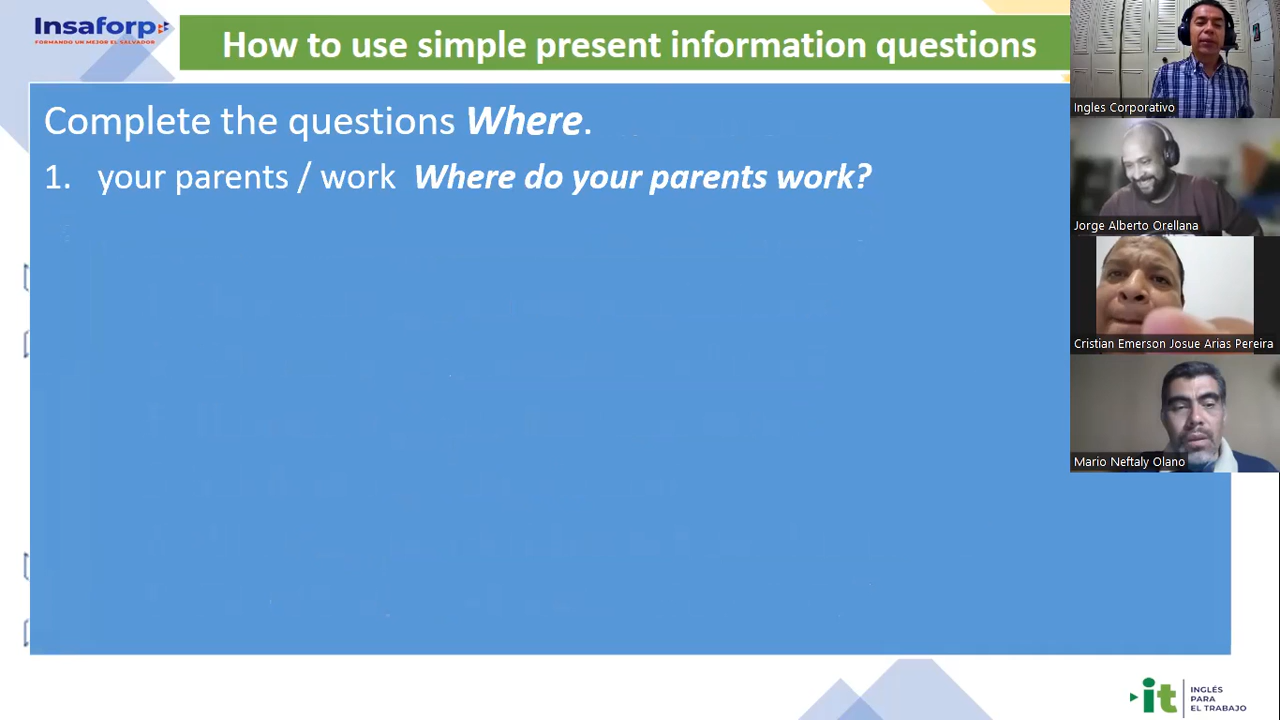 Insaforp
FORMANDO UN MEJOR EL SALVADOR
How to use simple present information questions
Complete the questions Where.
1. your parents / work Where do your parents work?
Ingles Corporativo
Jorge Alberto Orellana
Cristian Emerson Josue Arias Pereira
Mario Neftaly Olano
it
INGLÉS
PARA
EL TRABAJO